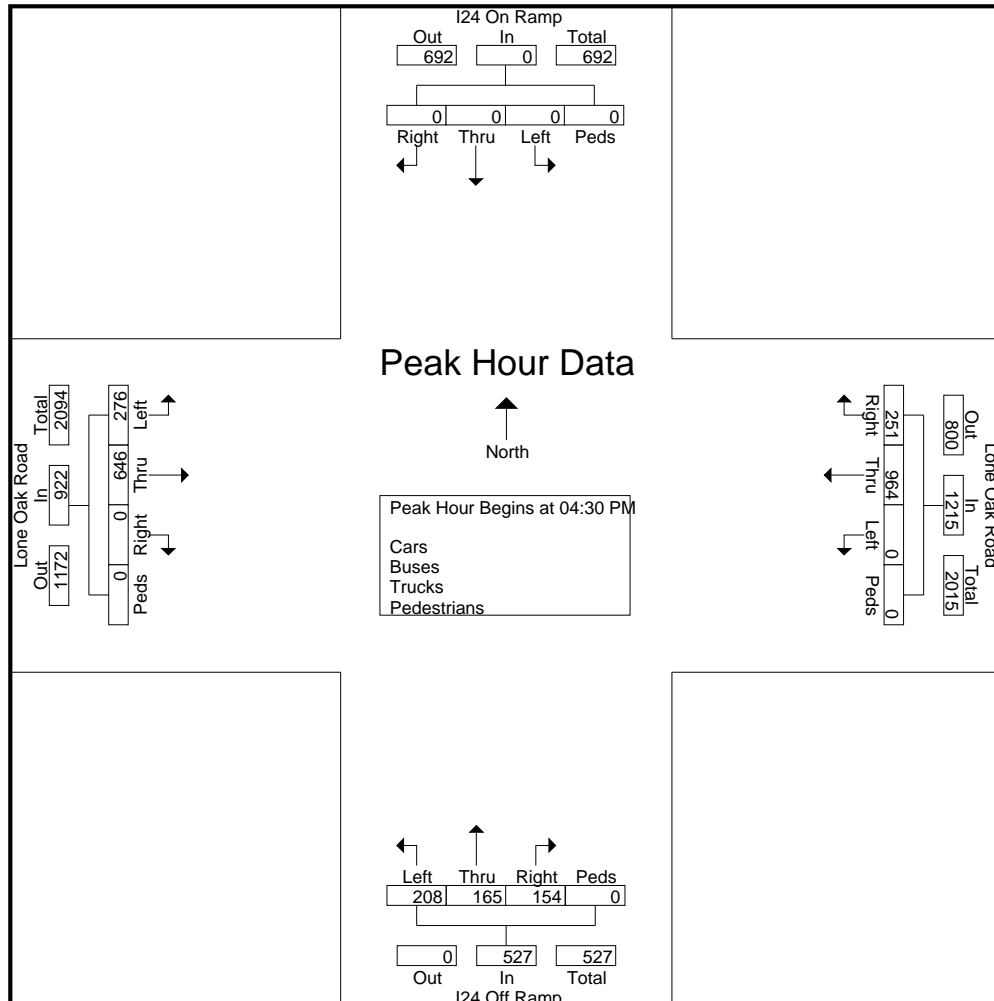 I24 On Ramp
Out In Total
692 0 692
0 0 0 0
Right Thru Left Peds
Peak Hour Data
North
Peak Hour Begins at 04:30 PM
Cars
Buses
Trucks
Pedestrians
Lone Oak Road
Total In Out
2094 922 1172
276 646 0 0
Left Thru Right Peds
Lone Oak Road
Out In Total
800 1215 2015
251 964 0 0
Right Thru Left Peds
Left Thru Right Peds
208 165 154 0
0 527 527
Out In Total
I24 Off Ramp